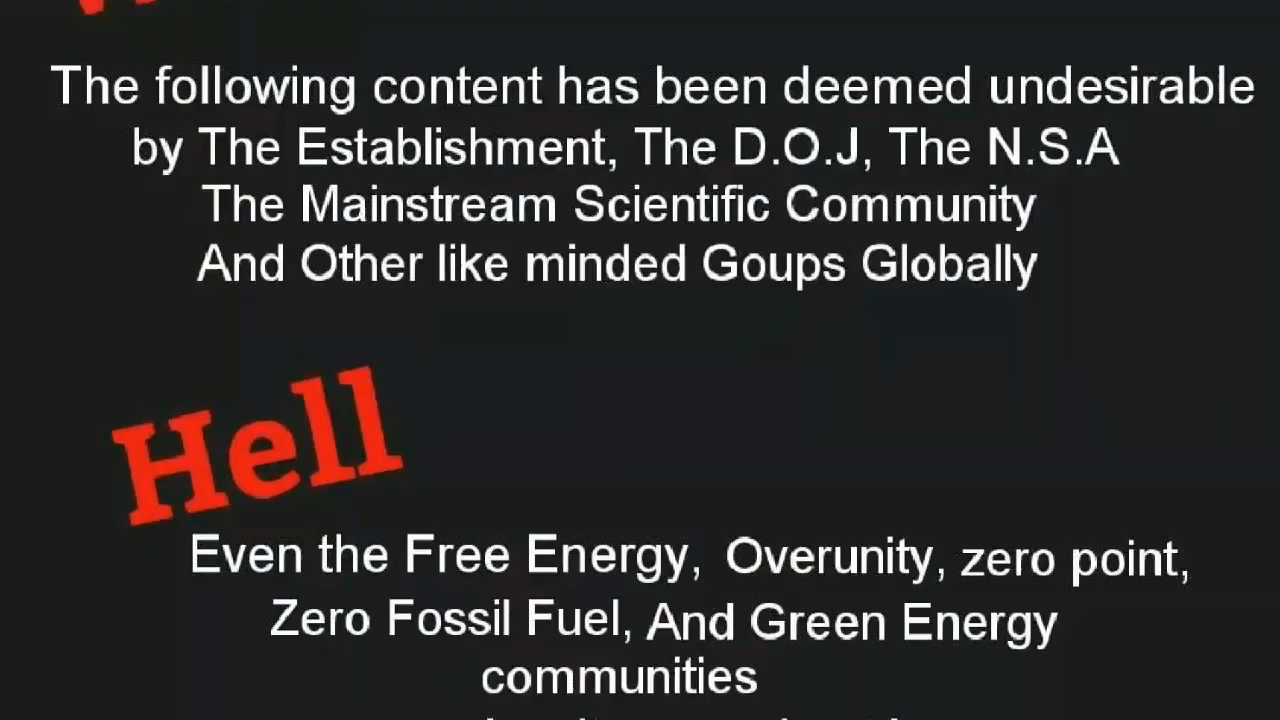 The following content has been deemed undesirable
by The Establishment, The D.O.J, The N.S.A
The Mainstream Scientific Community
And Other like minded Goups Globally
Hell
Even the Free Energy, Overunity, zero point,
Zero Fossil Fuel, And Green Energy
communities